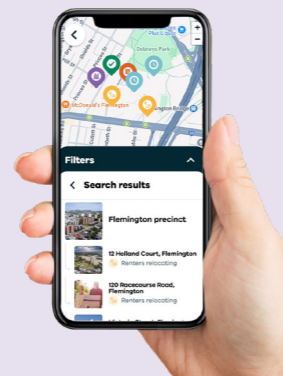 Debneys Park
McDonald's Flemington
+
-
Filters
Search results
Flemington precinct
12 Holland Court, Flemington
Renters relocating
120 Racecourse Road,
Flemington
Renters relocating